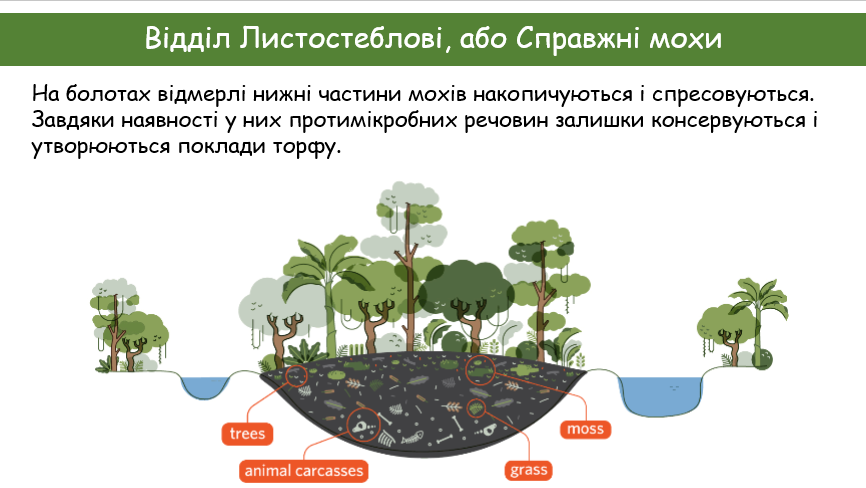 Відділ Листостеблові, або Справжні мохи
На болотах відмерлі нижні частини мохів накопичуються і спресовуються.
Завдяки наявності у них протимікробних речовин залишки консервуються і
утворюються поклади торфу.
trees
moss
animal carcasses
grass